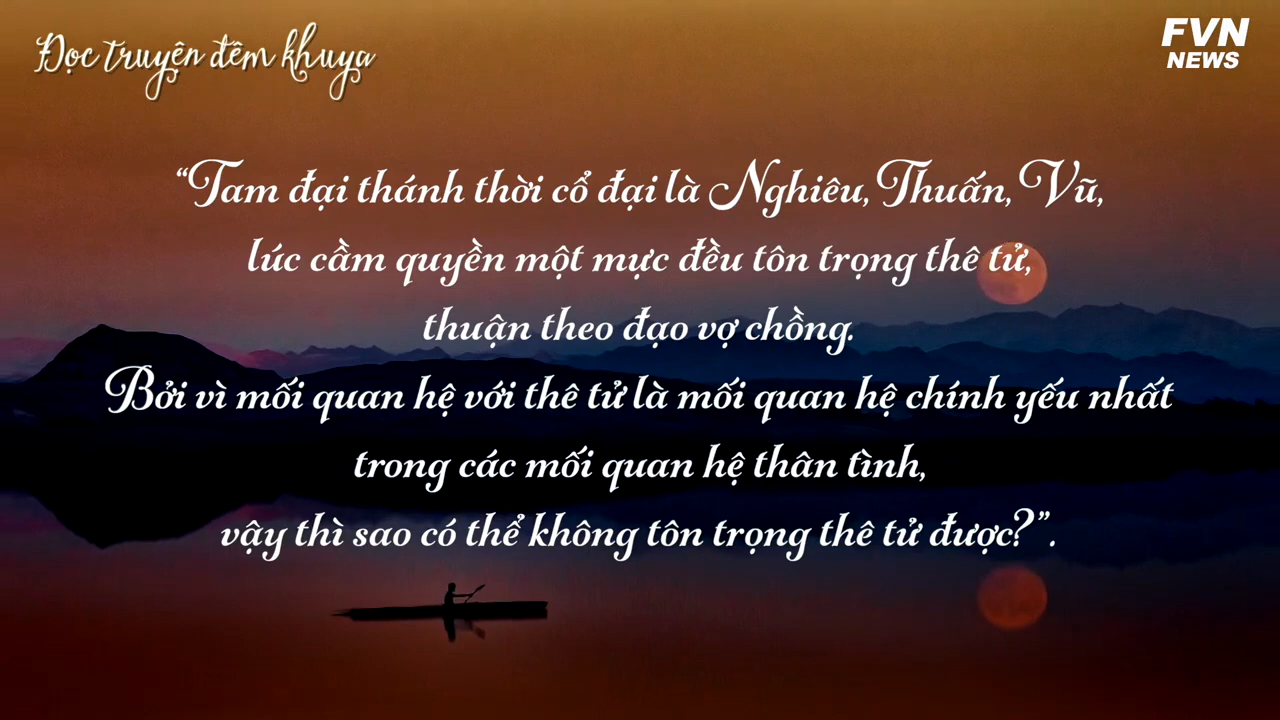 Đọc truyện đêm khuya
FVN
NEWS
“Tam đại thánh thời cổ đại là Nghiêu, Thuấn, Vũ,
lúc cầm quyền một mực đều tôn trọng thê tử,
thuận theo đạo vợ chồng.
Bởi vì mối quan hệ với thê tử là mối quan hệ chính yếu nhất
trong các mối quan hệ thân tình,
vậy thì sao có thể không tôn trọng thê tử được?”.